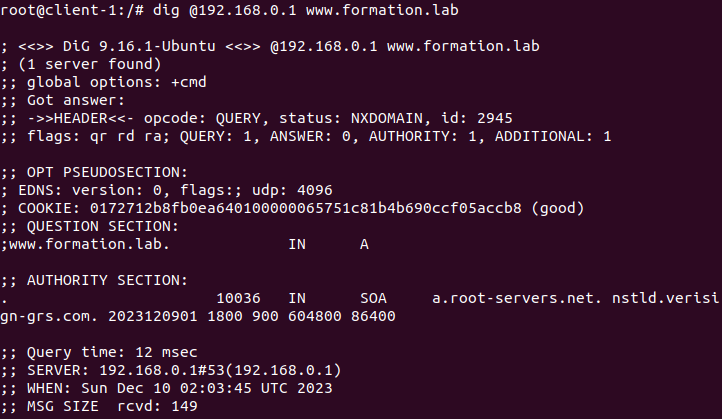 root@client-1:/# dig @192.168.0.1 www.formation.lab

; <<>> DiG 9.16.1-Ubuntu <<>> @192.168.0.1 www.formation.lab
; (1 server found)
;; global options: +cmd
;; Got answer:
;; ->>HEADER<<- opcode: QUERY, status: NXDOMAIN, id: 2945
;; flags: qr rd ra; QUERY: 1, ANSWER: 0, AUTHORITY: 1, ADDITIONAL: 1

;; OPT PSEUDOSECTION:
; EDNS: version: 0, flags:; udp: 4096
; COOKIE: 0172712b8fb0ea640100000065751c81b4b690ccf05accb8 (good)
;; QUESTION SECTION:
;www.formation.lab. IN A

;; AUTHORITY SECTION:
. 10036 IN SOA a.root-servers.net. nstld.verisi
gn-grs.com. 2023120901 1800 900 604800 86400

;; Query time: 12 msec
;; SERVER: 192.168.0.1#53(192.168.0.1)
;; WHEN: Sun Dec 10 02:03:45 UTC 2023
;; MSG SIZE rcvd: 149